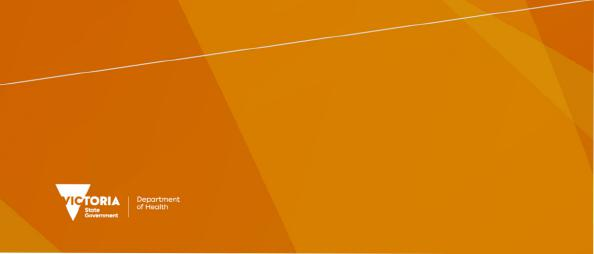 VICTORIA
State
Government
Department
of Health